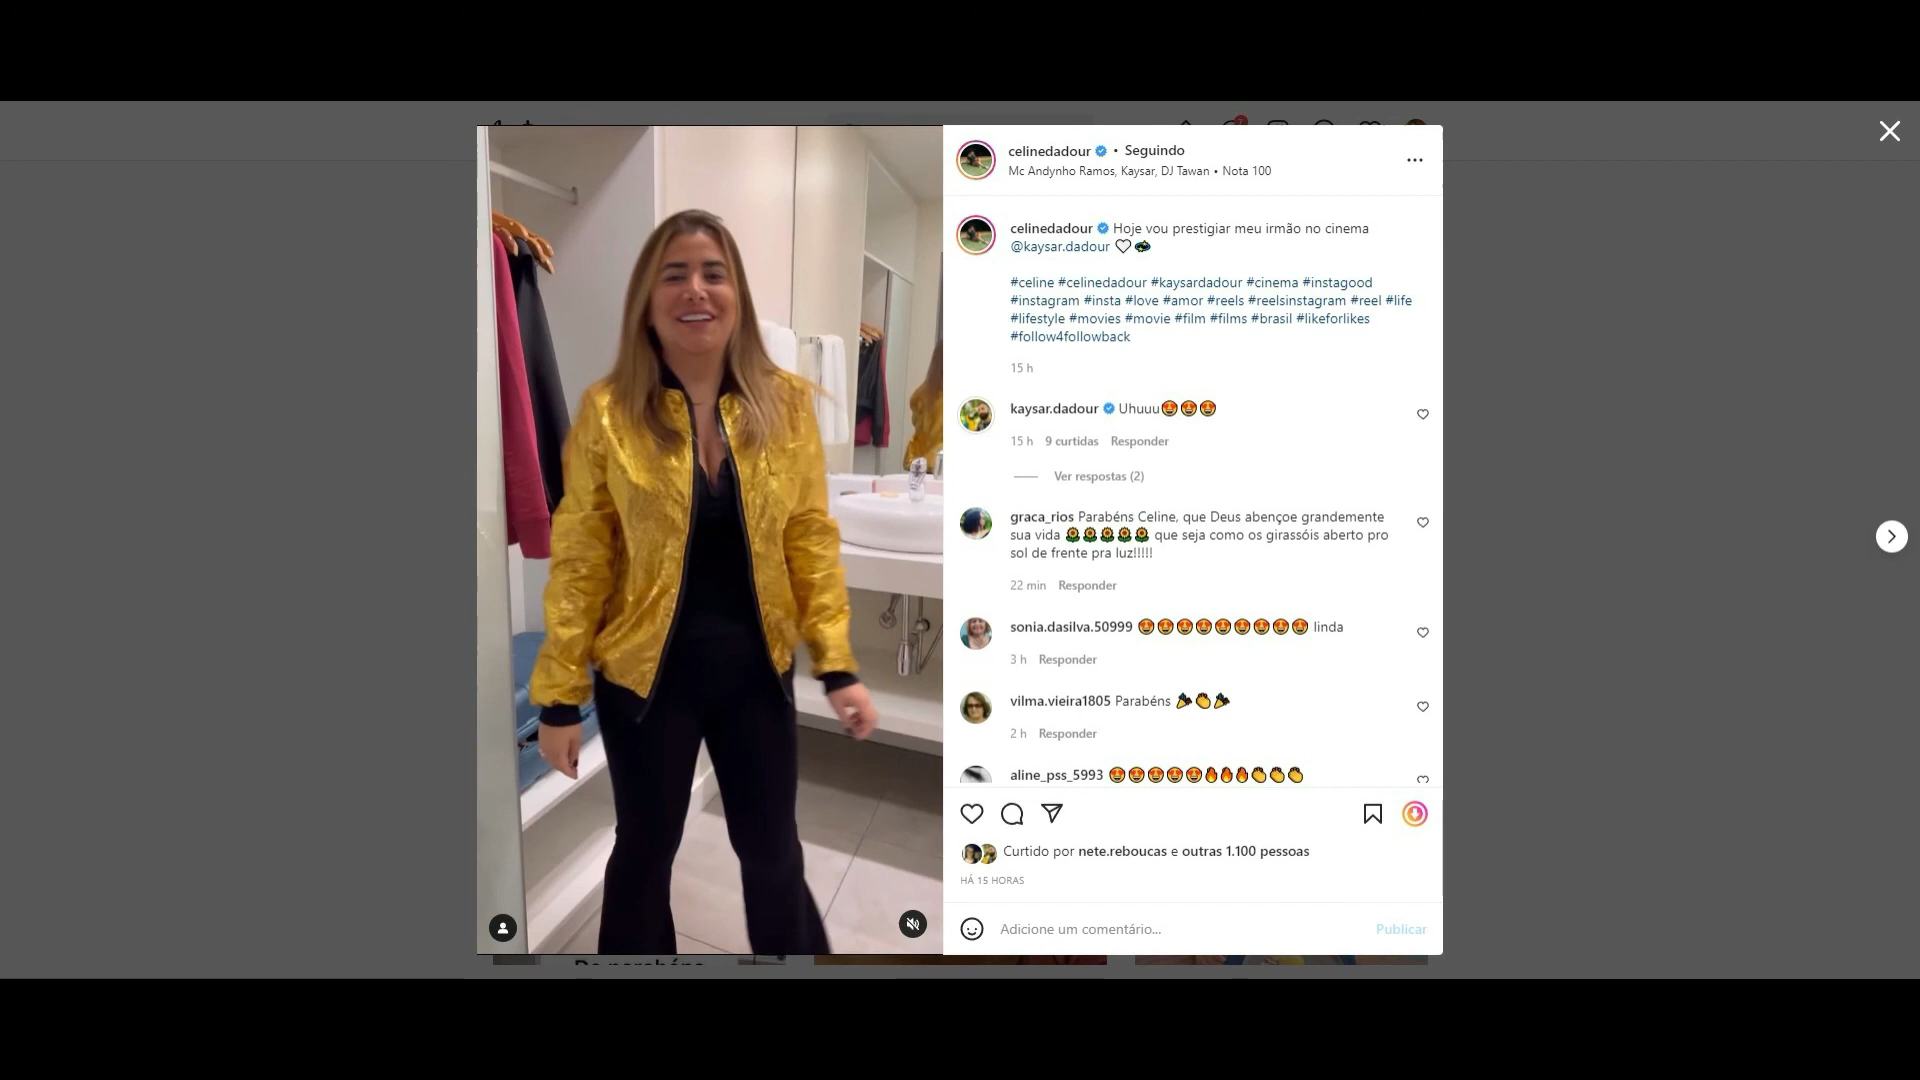 celinedadour • Seguindo
Mc Andynho Ramos, Kaysar, DJ Tawan • Nota 100
celinedadour Hoje vou prestigiar meu irmão no cinema
@kaysar.dadour 🤍💫
#celine #celinedadour #kaysardadour #cinema #instagood
#instagram #insta #love #amor #reels #reelsinstagram #reel #life
#lifestyle #movies #movie #film #films #brasil #likeforlikes
#follow4followback
15 h
kaysar.dadour Uhuuu😍😍😍
15 h 9 curtidas Responder
Ver respostas (2)
graca_rios Parabéns Celine, que Deus abençoe grandemente
sua vida 🌻🌻🌻🌻🌻 que seja como os girassóis aberto pro
sol de frente pra luz!!!!!
22 min Responder
sonia.dasilva.50999 😍😍😍😍😍😍😍😍😍 linda
3 h Responder
vilma.vieira1805 Parabéns 🎉👏🎉
2 h Responder
aline_pss_5993 😍😍😍😍😍🔥🔥🔥👏👏👏
Curtido por nete.reboucas e outras 1.100 pessoas
HÁ 15 HORAS
Adicione um comentário... Publicar